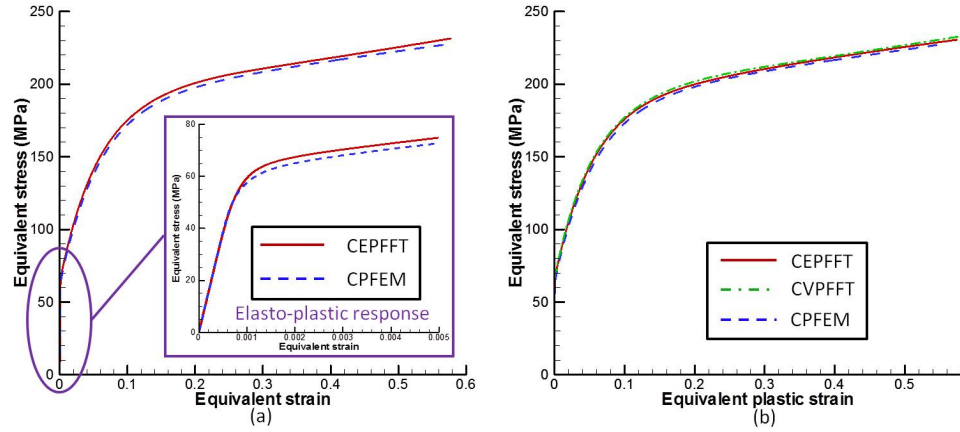 250
200
150
100
50
0
Equivalent stress (MPa)
0
0.1
0.2
0.3
0.4
0.5
0.6
Equivalent strain
(a)
80
60
40
20
0
Equivalent stress (MPa)
CEPFFT
CPFEM
Elasto-plastic response
0
0.001
0.002
0.003
0.004
0.005
Equivalent strain
250
200
150
100
50
0
Equivalent stress (MPa)
CEPFFT
CVPFFT
CPFEM
0
0.1
0.2
0.3
0.4
0.5
Equivalent plastic strain
(b)